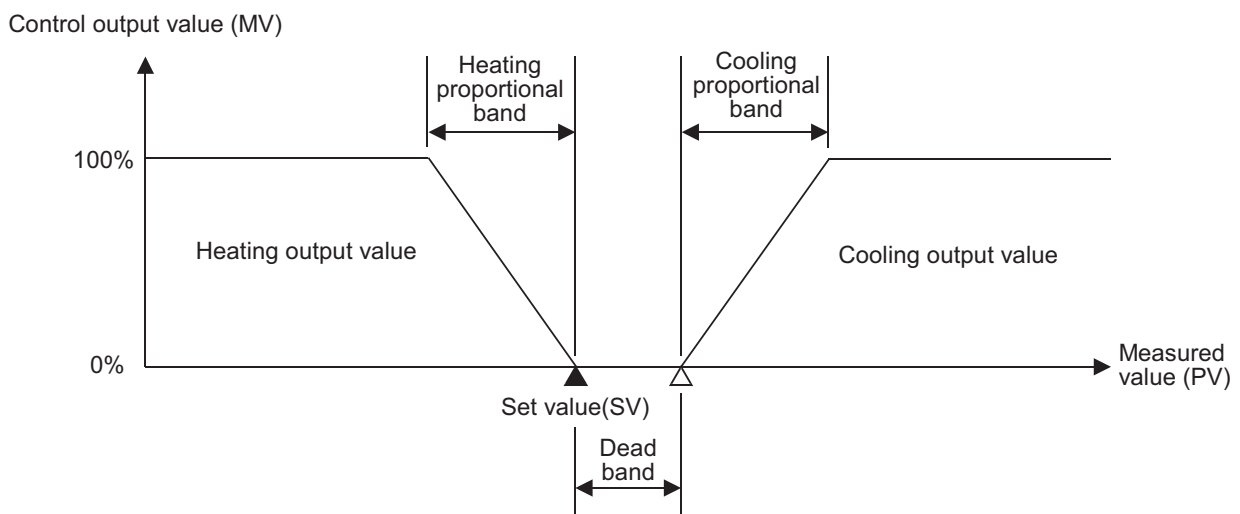 Control output value (MV)
Heating
proportional
band
Cooling
proportional
band
100%
Heating output value
Cooling output value
0%
Measured
value (PV)
Set value(SV)
Dead
band